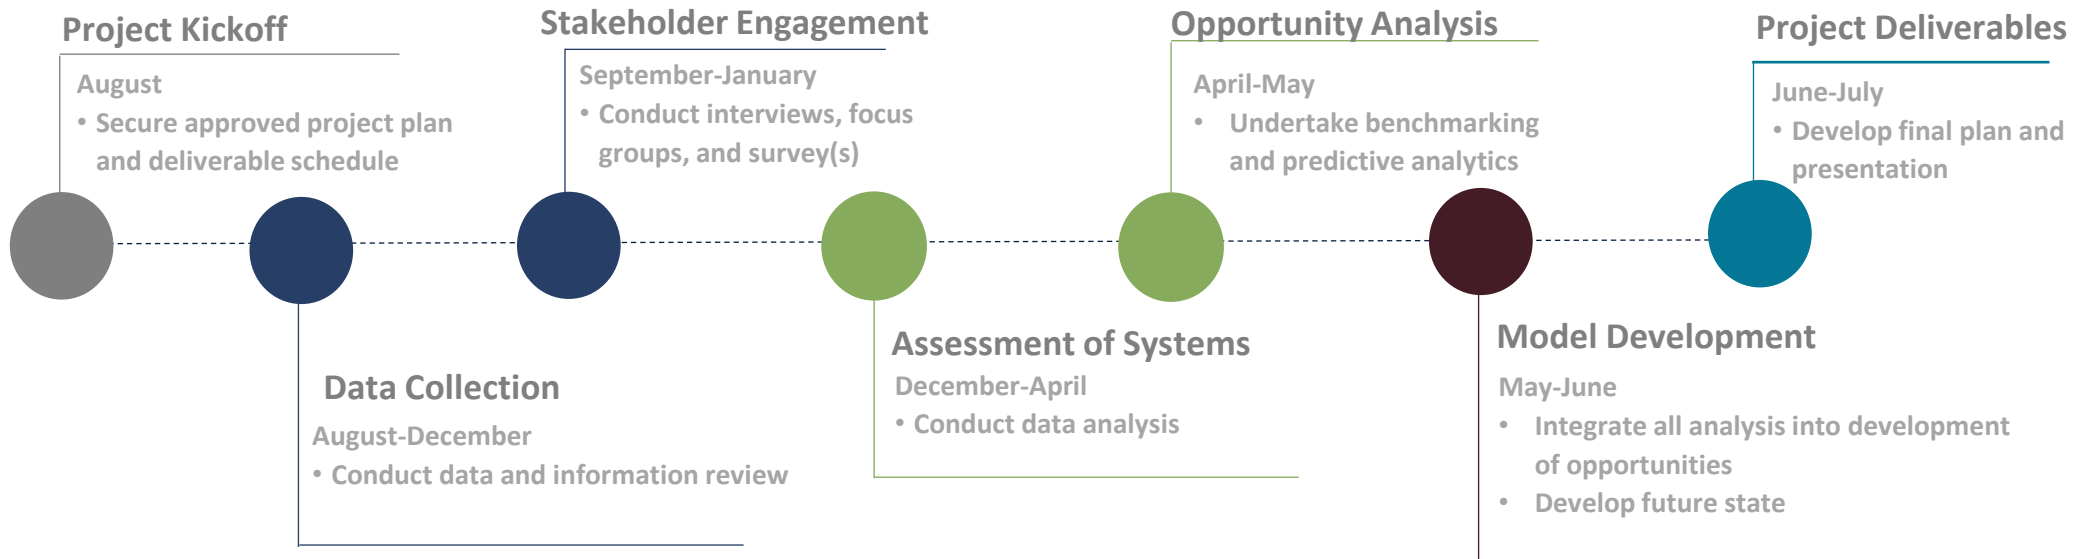 Project Kickoff
August
• Secure approved project plan
and deliverable schedule
Data Collection
August-December
• Conduct data and information review
Stakeholder Engagement
September-January
• Conduct interviews, focus
groups, and survey(s)
Assessment of Systems
December-April
• Conduct data analysis
Opportunity Analysis
April-May
• Undertake benchmarking
and predictive analytics
Model Development
May-June
• Integrate all analysis into development
of opportunities
• Develop future state
Project Deliverables
June-July
• Develop final plan and
presentation